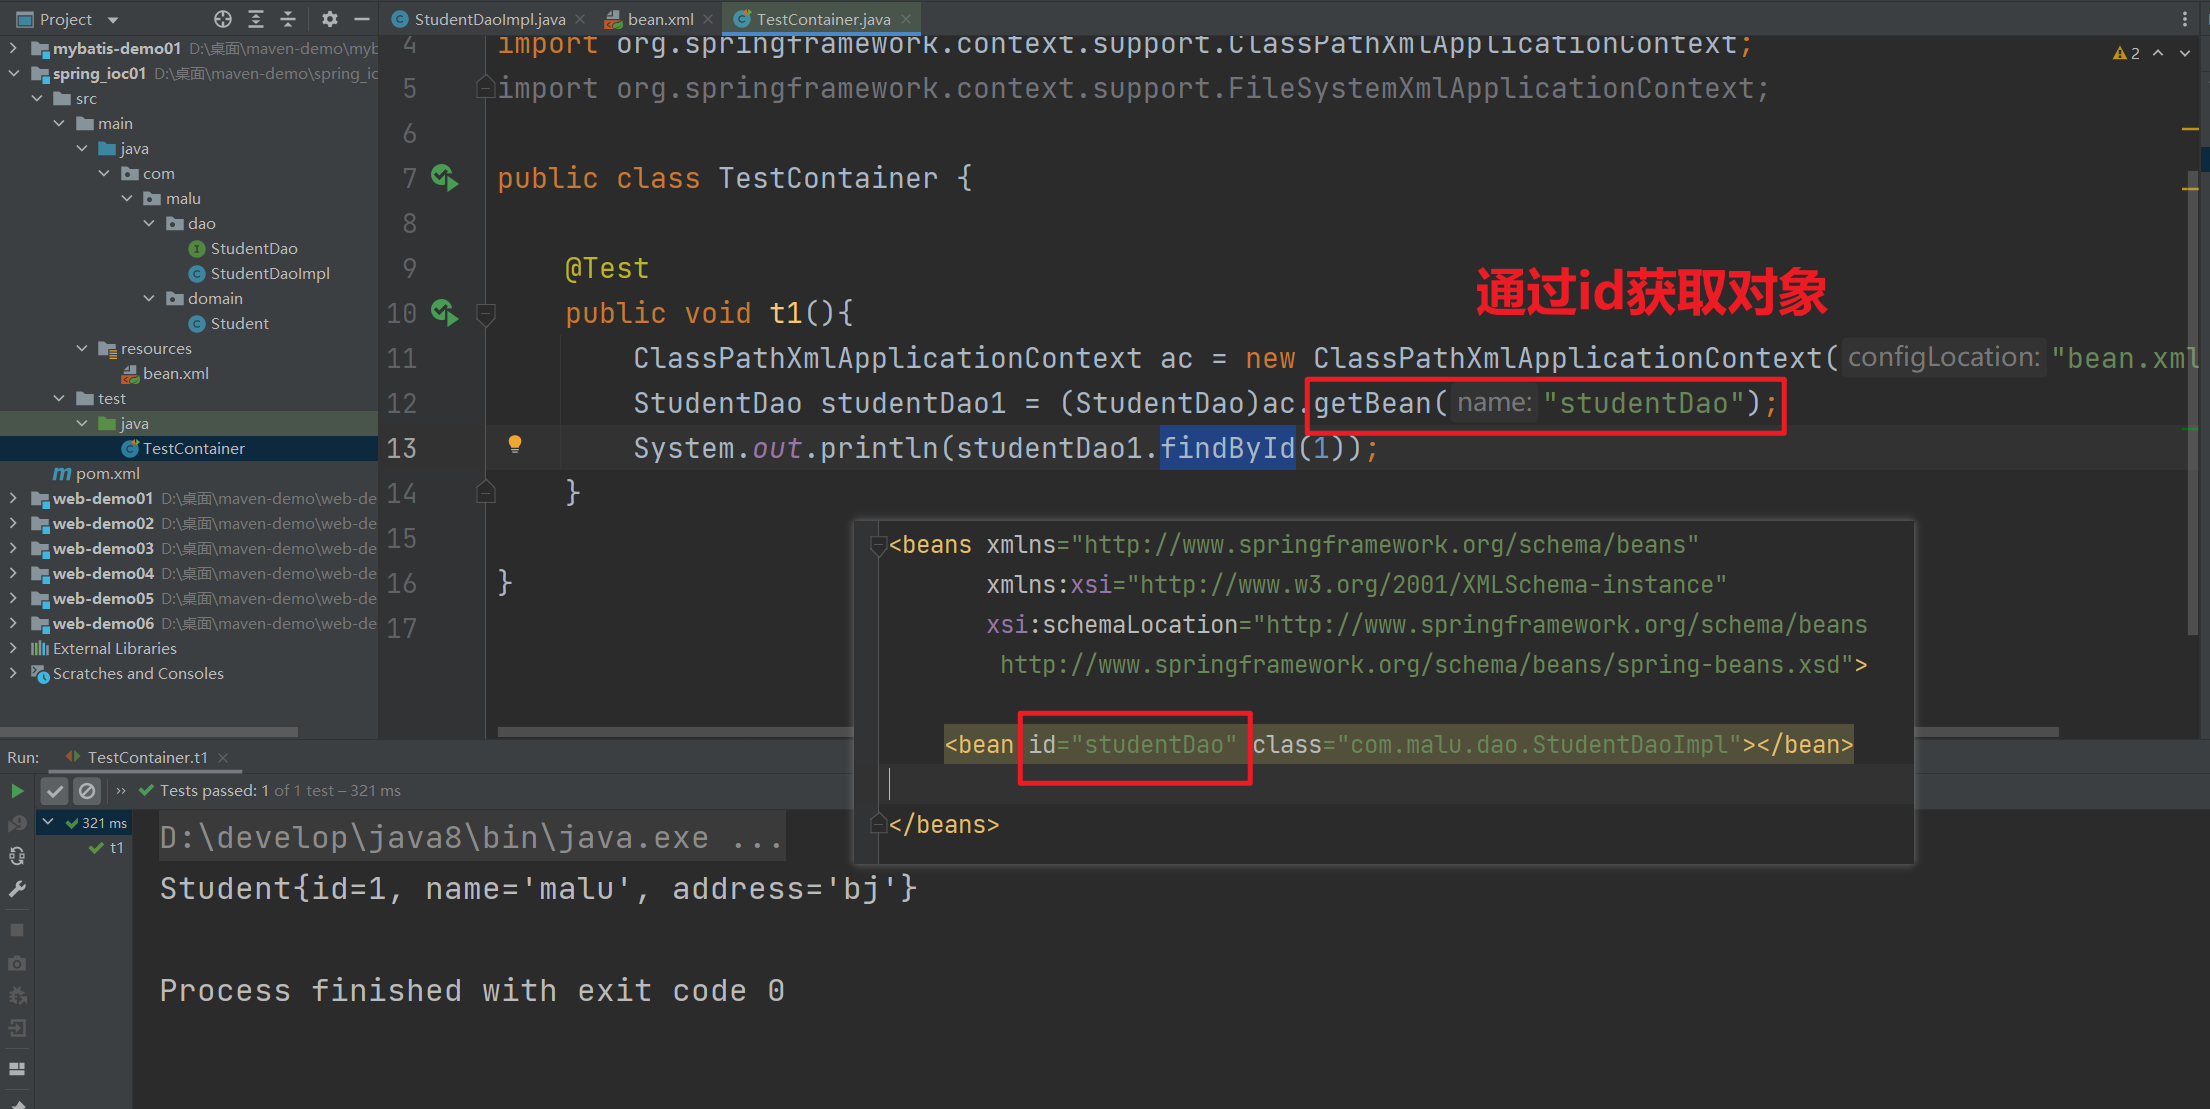 Project
StudentDaoImpl.java
bean.xml
TestContainer.java
mybatis-demo01 D:\桌面\maven-demo\myb
spring_ioc01 D:\桌面\maven-demo\spring_io
src
main
java
com
malu
dao
StudentDao
StudentDaoImpl
domain
Student
resources
bean.xml
test
java
TestContainer
pom.xml
web-demo01 D:\桌面\maven-demo\web-de
web-demo02 D:\桌面\maven-demo\web-de
web-demo03 D:\桌面\maven-demo\web-de
web-demo04 D:\桌面\maven-demo\web-de
web-demo05 D:\桌面\maven-demo\web-de
web-demo06 D:\桌面\maven-demo\web-de
External Libraries
Scratches and Consoles
2
4 import org.springframework.context.support.ClassPathXmlApplicationContext;
5 import org.springframework.context.support.FileSystemXmlApplicationContext;
6
7 public class TestContainer {
8
9 @Test
通过id获取对象
10 public void t1(){
11 ClassPathXmlApplicationContext ac = new ClassPathXmlApplicationContext( configLocation: "bean.xml
12 StudentDao studentDao1 = (StudentDao)ac.getBean( name: "studentDao");
13 System.out.println(studentDao1.findById(1));
14 }
15
16 }
17
<beans xmlns="http://www.springframework.org/schema/beans"
xmlns:xsi="http://www.w3.org/2001/XMLSchema-instance"
xsi:schemaLocation="http://www.springframework.org/schema/beans
http://www.springframework.org/schema/beans/spring-beans.xsd">
<bean id="studentDao" class="com.malu.dao.StudentDaoImpl"></bean>
</beans>
Run: TestContainer.t1
Tests passed: 1 of 1 test – 321 ms
321 ms
t1
D:\develop\java8\bin\java.exe ...
Student{id=1, name='malu', address='bj'}
Process finished with exit code 0